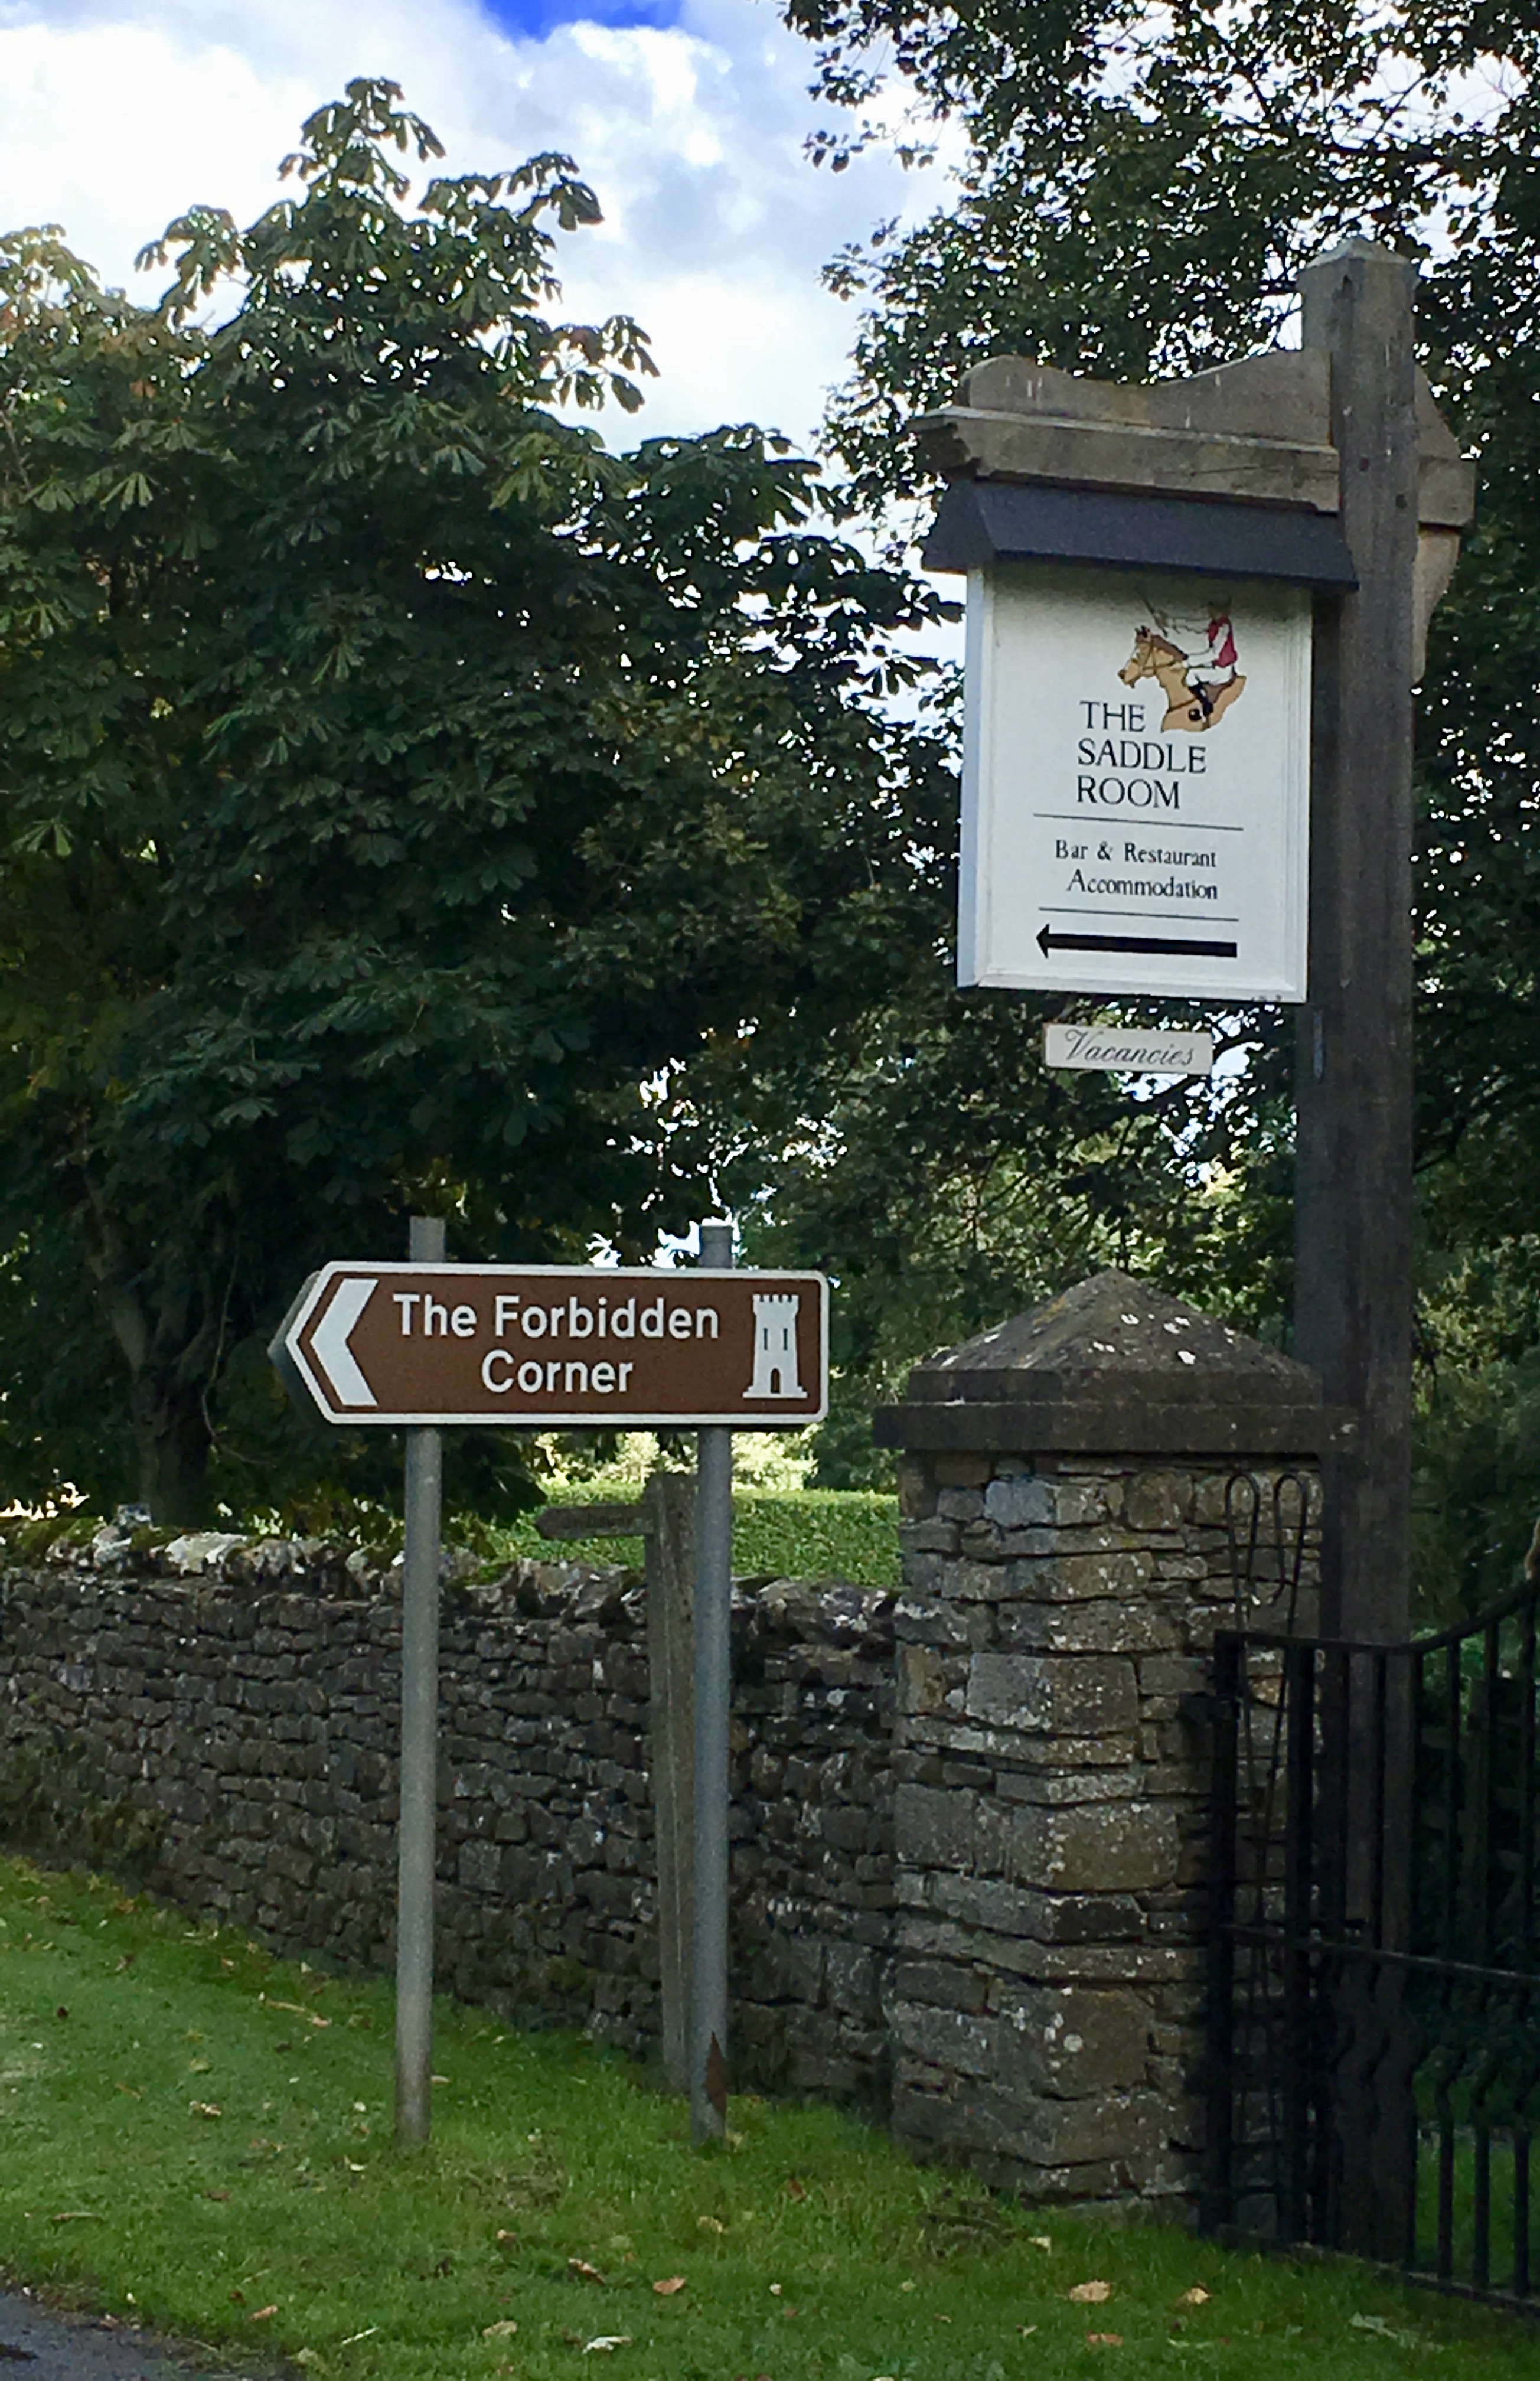 THE
SADDLE
ROOM
Bar & Restaurant
Accommodation
Vacancies
The Forbidden
Corner